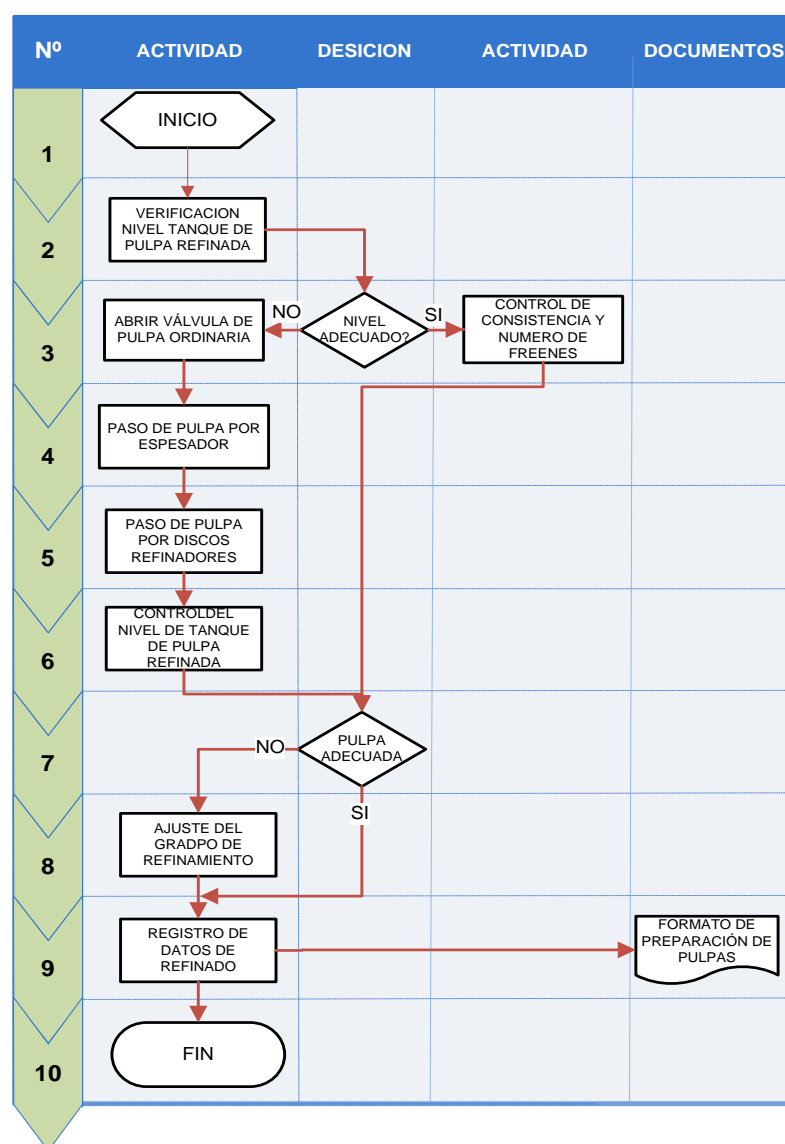 Nº
ACTIVIDAD
DESICION
ACTIVIDAD
DOCUMENTOS
1
INICIO
2
VERIFICACION
NIVEL TANQUE DE
PULPA REFINADA
3
ABRIR VÁLVULA DE
PULPA ORDINARIA
NO
NIVEL
ADECUADO?
SI
CONTROL DE
CONSISTENCIA Y
NUMERO DE
FREENES
4
PASO DE PULPA POR
ESPESADOR
5
PASO DE PULPA
POR DISCOS
REFINADORES
6
CONTROLDEL
NIVEL DE TANQUE
DE PULPA
REFINADA
7
NO
PULPA
ADECUADA
SI
8
AJUSTE DEL
GRADPO DE
REFINAMIENTO
9
REGISTRO DE
DATOS DE
REFINADO
FORMATO DE
PREPARACIÓN DE
PULPAS
10
FIN